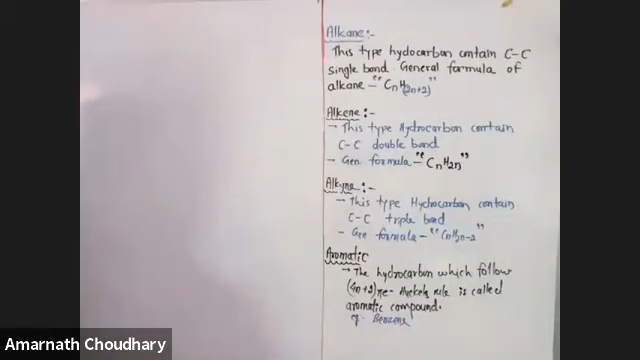 Alkane:-
This type hydocarbon contain C-C
single bond. General formula of
alkane - "CnH(2n+2)"
Alkene:-
→ This type Hydrocarbon contain
C-C double bond
→ Gen formula - "CnH2n"
Alkyne:-
→ This type Hydrocarbon contain
C-C triple bond
- Gen formula - "CnH2n-2"
Aromatic
→ The hydrocarbon which follow
(4n+2)πe- Huckels rule is called
aromatic compound.
Benzene
Amarnath Choudhary